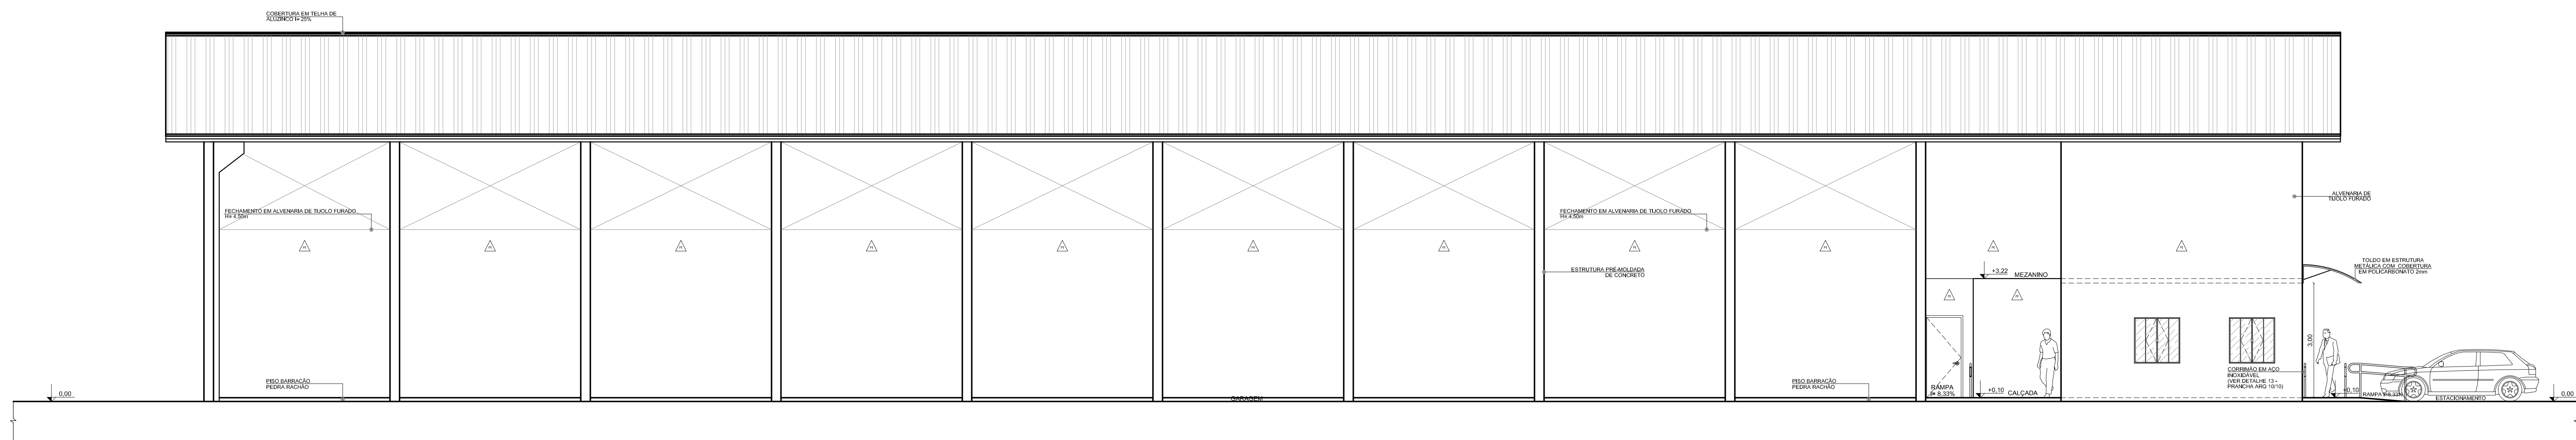 COBERTURA EM TELHA DE
ALUZINCO I= 25%
FECHAMENTO EM ALVENARIA DE TIJOLO FURADO
H= 4,50m
FECHAMENTO EM ALVENARIA DE TIJOLO FURADO
H= 4,50m
ALVENARIA DE
TIJOLO FURADO
ESTRUTURA PRÉ-MOLDADA
DE CONCRETO
+3,22
MEZANINO
TOLDO EM ESTRUTURA
METÁLICA COM COBERTURA
EM POLICARBONATO 2mm
3,00
PISO BARRACÃO
PEDRA RACHÃO
PISO BARRACÃO
PEDRA RACHÃO
CORRIMÃO EM AÇO
INOXIDÁVEL
(VER DETALHE 13 -
PRANCHA ARQ 10/10)
0,00
GARAGEM
RAMPA
I= 8,33%
+0,10
CALÇADA
+0,10
RAMPA I=8,33%
ESTACIONAMENTO
0,00